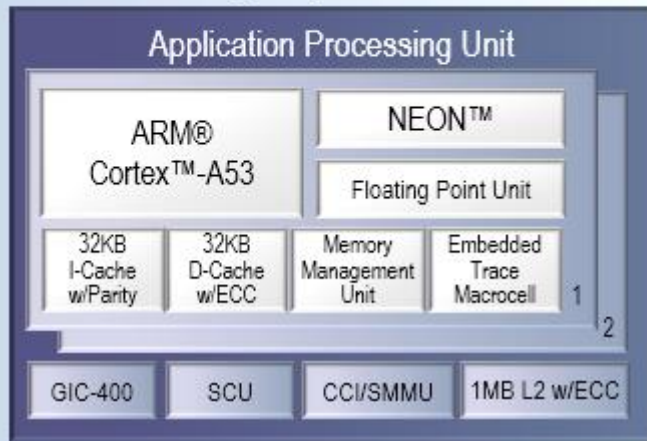 Application Processing Unit
ARM®
Cortex™-A53
NEON™
Floating Point Unit
32KB
I-Cache
w/Parity
32KB
D-Cache
w/ECC
Memory
Management
Unit
Embedded
Trace
Macrocell
1
2
GIC-400
SCU
CCI/SMMU
1MB L2 w/ECC